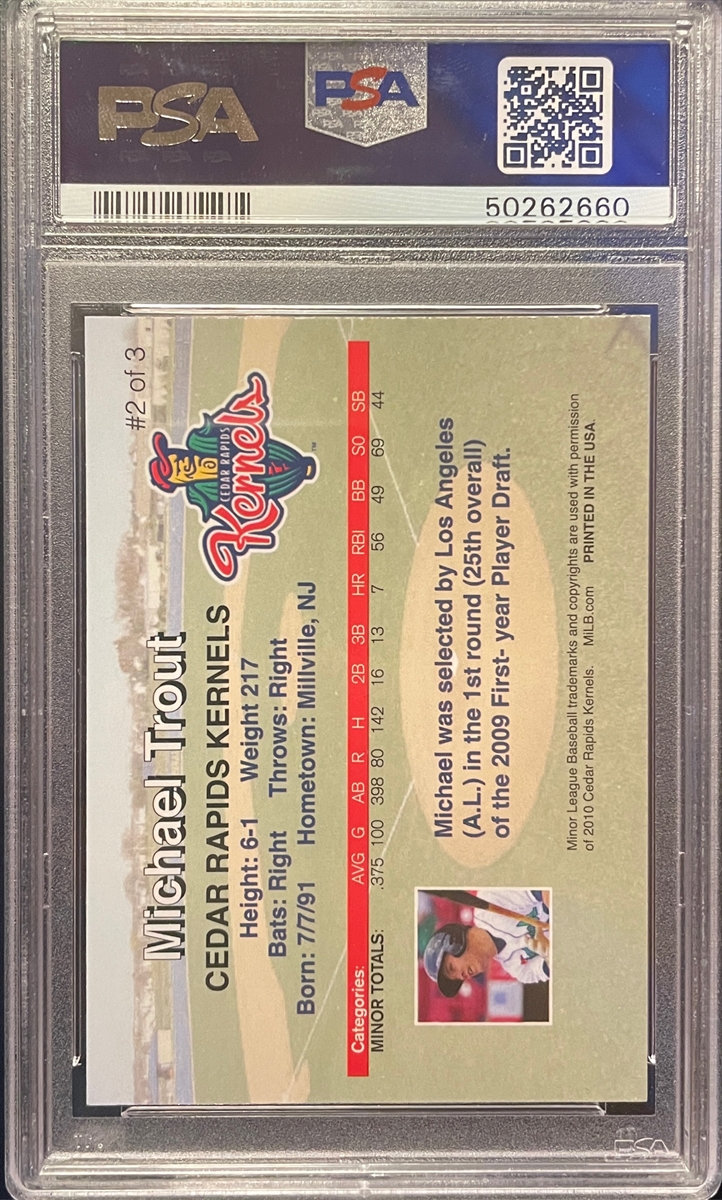 PSA
PSA
50262660
#2 of 3
Michael Trout
CEDAR RAPIDS KERNELS
CEDAR RAPIDS
Kernels
TM
Height: 6-1 Weight 217
Bats: Right Throws: Right
Born: 7/7/91 Hometown: Millville, NJ
Categories: AVG G AB R H 2B 3B HR RBI BB SO SB
MINOR TOTALS: .375 100 398 80 142 16 13 7 56 49 69 44
Michael was selected by Los Angeles
(A.L.) in the 1st round (25th overall)
of the 2009 First- year Player Draft.
Minor League Baseball trademarks and copyrights are used with permission
of 2010 Cedar Rapids Kernels. MiLB.com PRINTED IN THE USA.
PSA